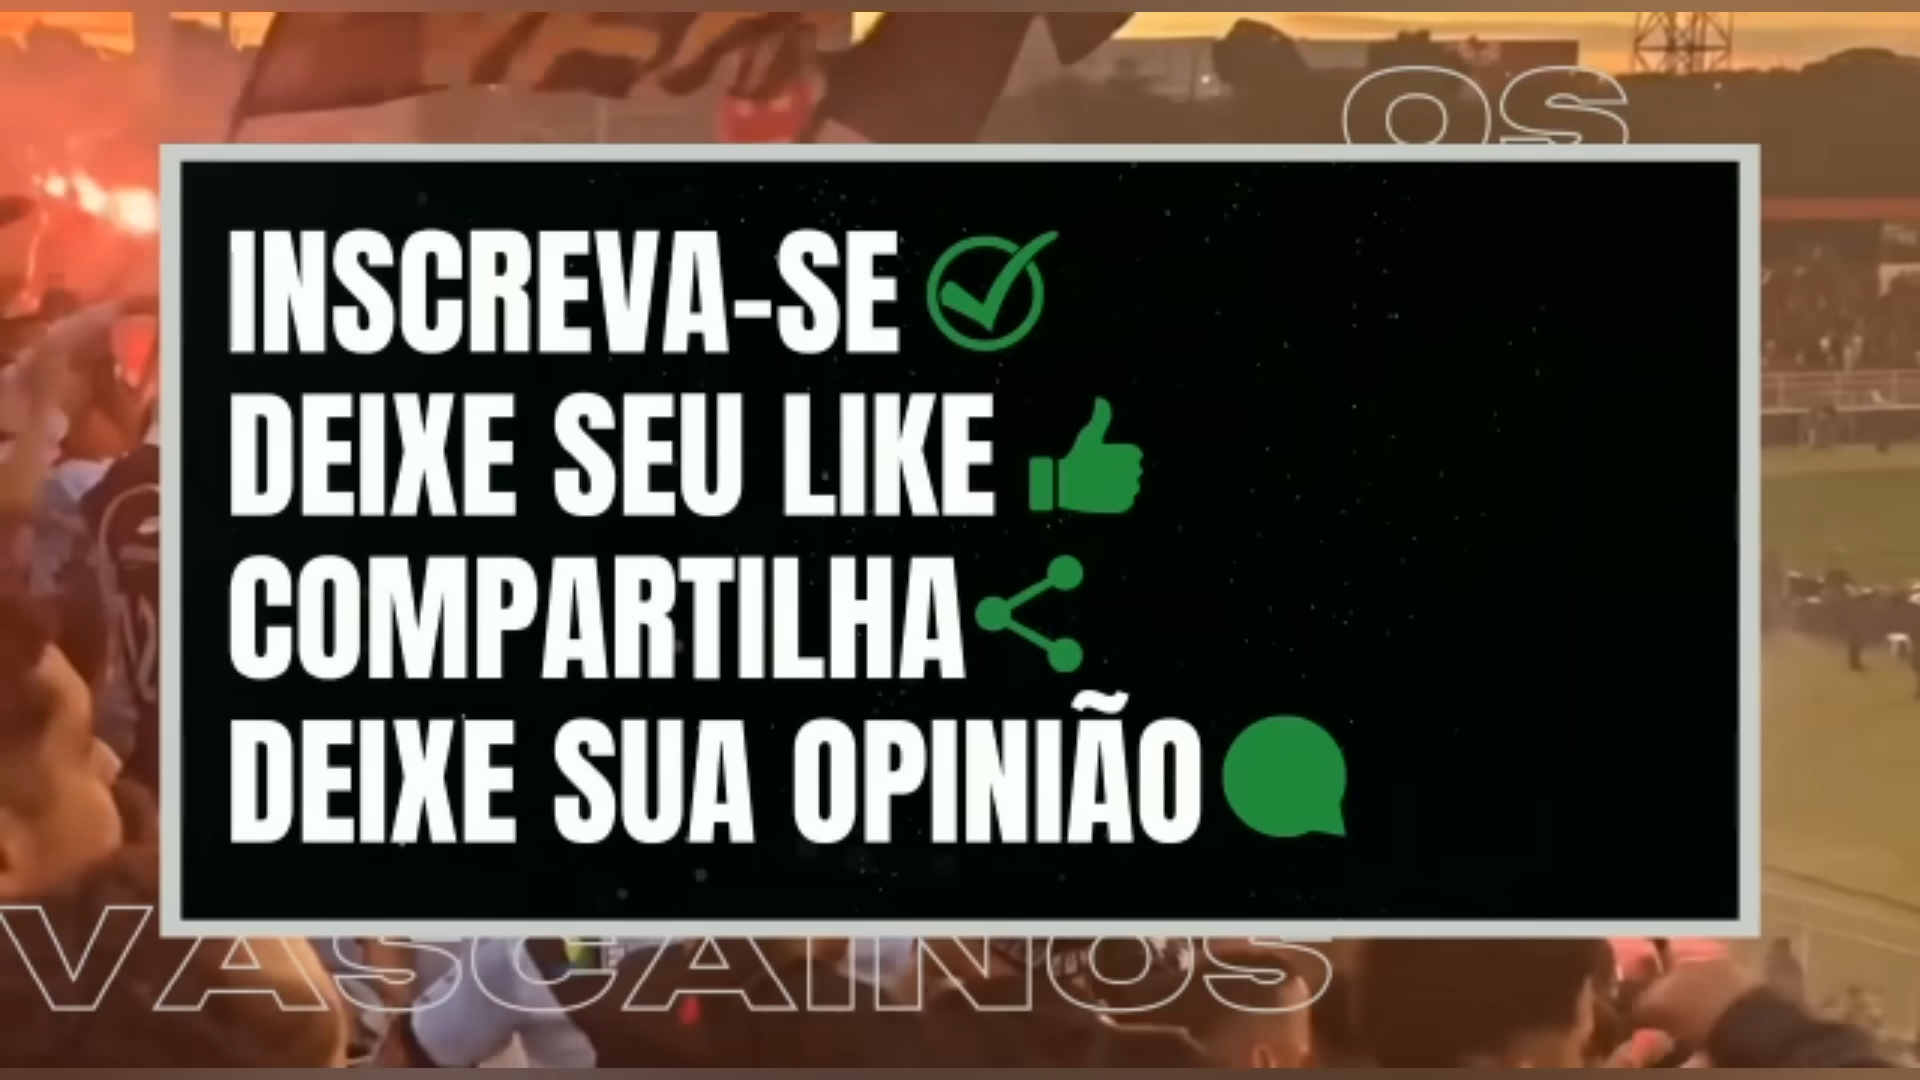 OS
INSCREVA-SE
DEIXE SEU LIKE
COMPARTILHA
DEIXE SUA OPINIÃO
VASCAINOS